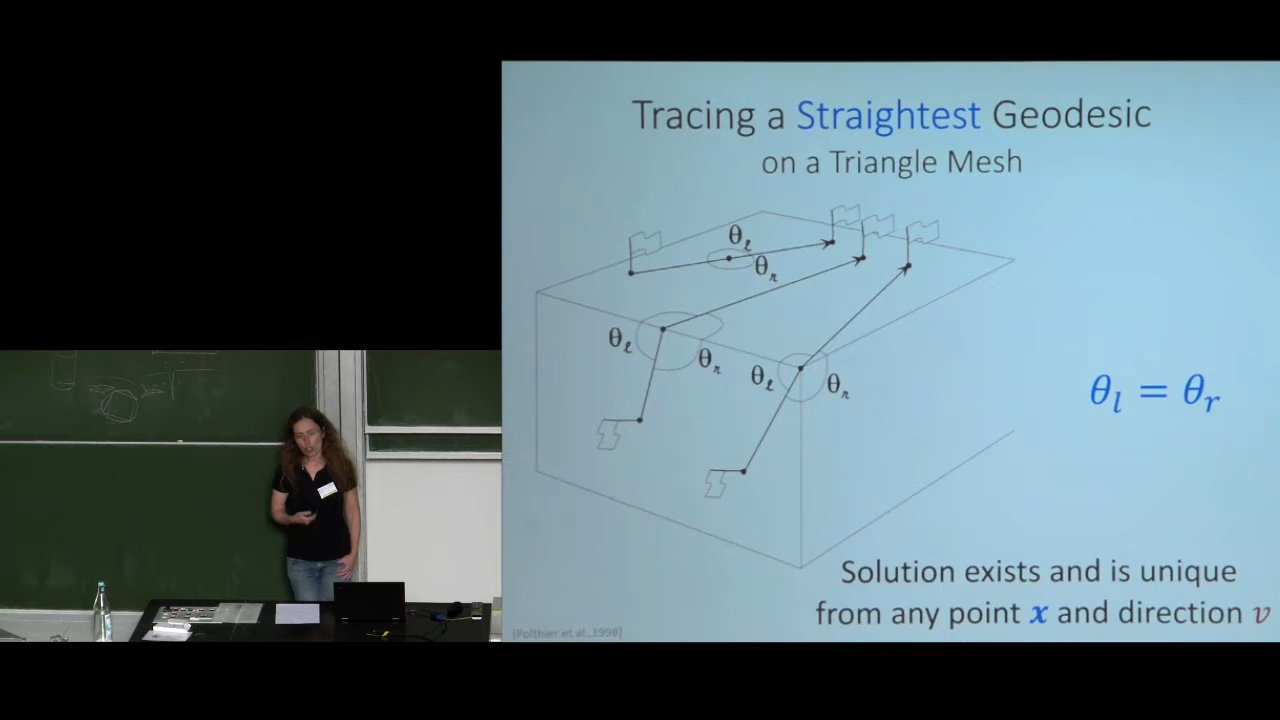 Tracing a Straightest Geodesic
on a Triangle Mesh
θℓ
θr
θℓ
θr
θℓ
θr
θl = θr
Solution exists and is unique
from any point x and direction v
[Polthier et al., 1998]